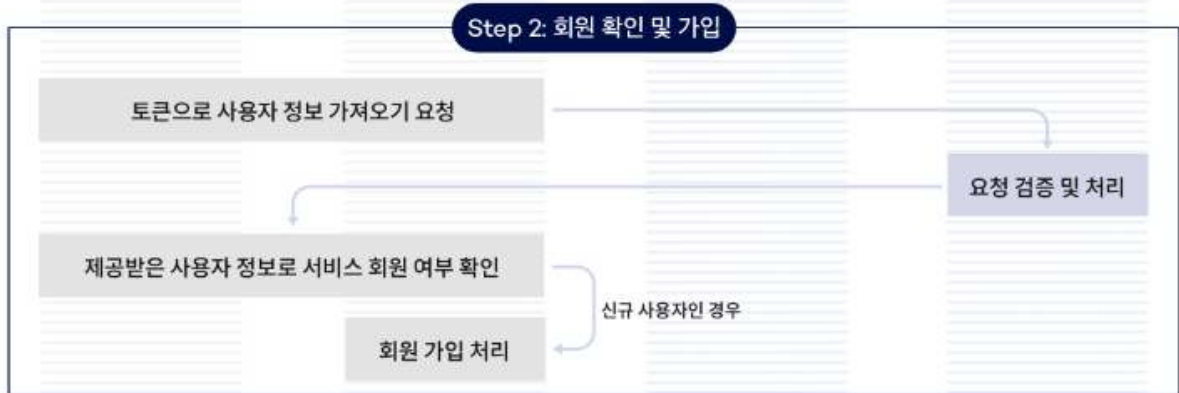 Step 2: 회원 확인 및 가입
토큰으로 사용자 정보 가져오기 요청
요청 검증 및 처리
제공받은 사용자 정보로 서비스 회원 여부 확인
신규 사용자인 경우
회원 가입 처리